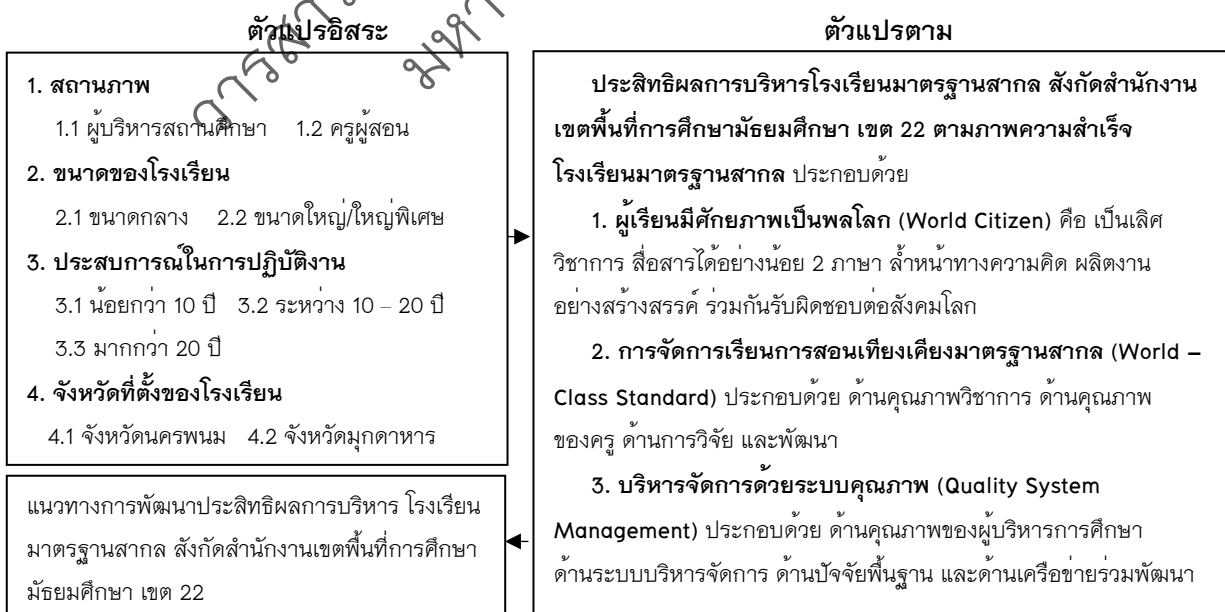 ตัวแปรอิสระ
1. สถานภาพ
1.1 ผู้บริหารสถานศึกษา 1.2 ครูผู้สอน
2. ขนาดของโรงเรียน
2.1 ขนาดกลาง 2.2 ขนาดใหญ่/ใหญ่พิเศษ
3. ประสบการณ์ในการปฏิบัติงาน
3.1 น้อยกว่า 10 ปี 3.2 ระหว่าง 10 – 20 ปี
3.3 มากกว่า 20 ปี
4. จังหวัดที่ตั้งของโรงเรียน
4.1 จังหวัดนครพนม 4.2 จังหวัดมุกดาหาร
แนวทางการพัฒนาประสิทธิผลการบริหาร โรงเรียน
มาตรฐานสากล สังกัดสำนักงานเขตพื้นที่การศึกษา
มัธยมศึกษา เขต 22
ตัวแปรตาม
ประสิทธิผลการบริหารโรงเรียนมาตรฐานสากล สังกัดสำนักงาน
เขตพื้นที่การศึกษามัธยมศึกษา เขต 22 ตามภาพความสำเร็จ
โรงเรียนมาตรฐานสากล ประกอบด้วย
1. ผู้เรียนมีศักยภาพเป็นพลโลก (World Citizen) คือ เป็นเลิศ
วิชาการ สื่อสารได้อย่างน้อย 2 ภาษา ล้ำหน้าทางความคิด ผลิตงาน
อย่างสร้างสรรค์ ร่วมกันรับผิดชอบต่อสังคมโลก
2. การจัดการเรียนการสอนเทียบเคียงมาตรฐานสากล (World –
Class Standard) ประกอบด้วย ด้านคุณภาพวิชาการ ด้านคุณภาพ
ของครู ด้านการวิจัย และพัฒนา
3. บริหารจัดการด้วยระบบคุณภาพ (Quality System
Management) ประกอบด้วย ด้านคุณภาพของผู้บริหารการศึกษา
ด้านระบบบริหารจัดการ ด้านปัจจัยพื้นฐาน และด้านเครือข่ายร่วมพัฒนา